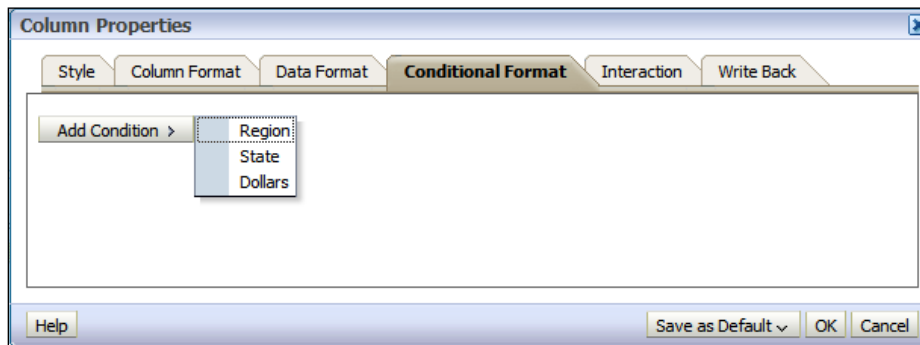 Column Properties
Style Column Format Data Format Conditional Format Interaction Write Back
Add Condition > Region
State
Dollars
Help Save as Default OK Cancel